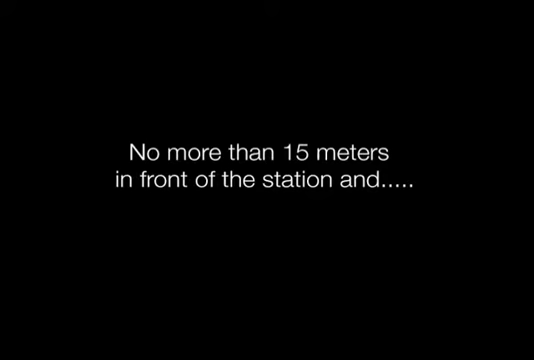 No more than 15 meters
in front of the station and.....